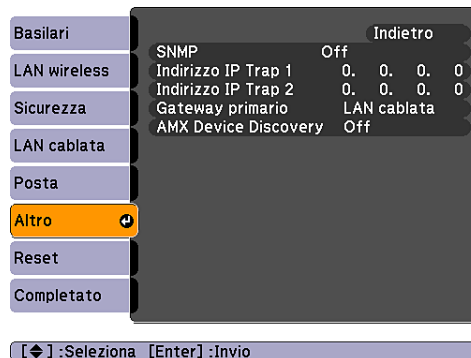 Basilari
LAN wireless
Sicurezza
LAN cablata
Posta
Altro
Reset
Completato
Indietro
SNMP Off
Indirizzo IP Trap 1 0. 0. 0. 0
Indirizzo IP Trap 2 0. 0. 0. 0
Gateway primario LAN cablata
AMX Device Discovery Off
[◆] :Seleziona [Enter] :Invio